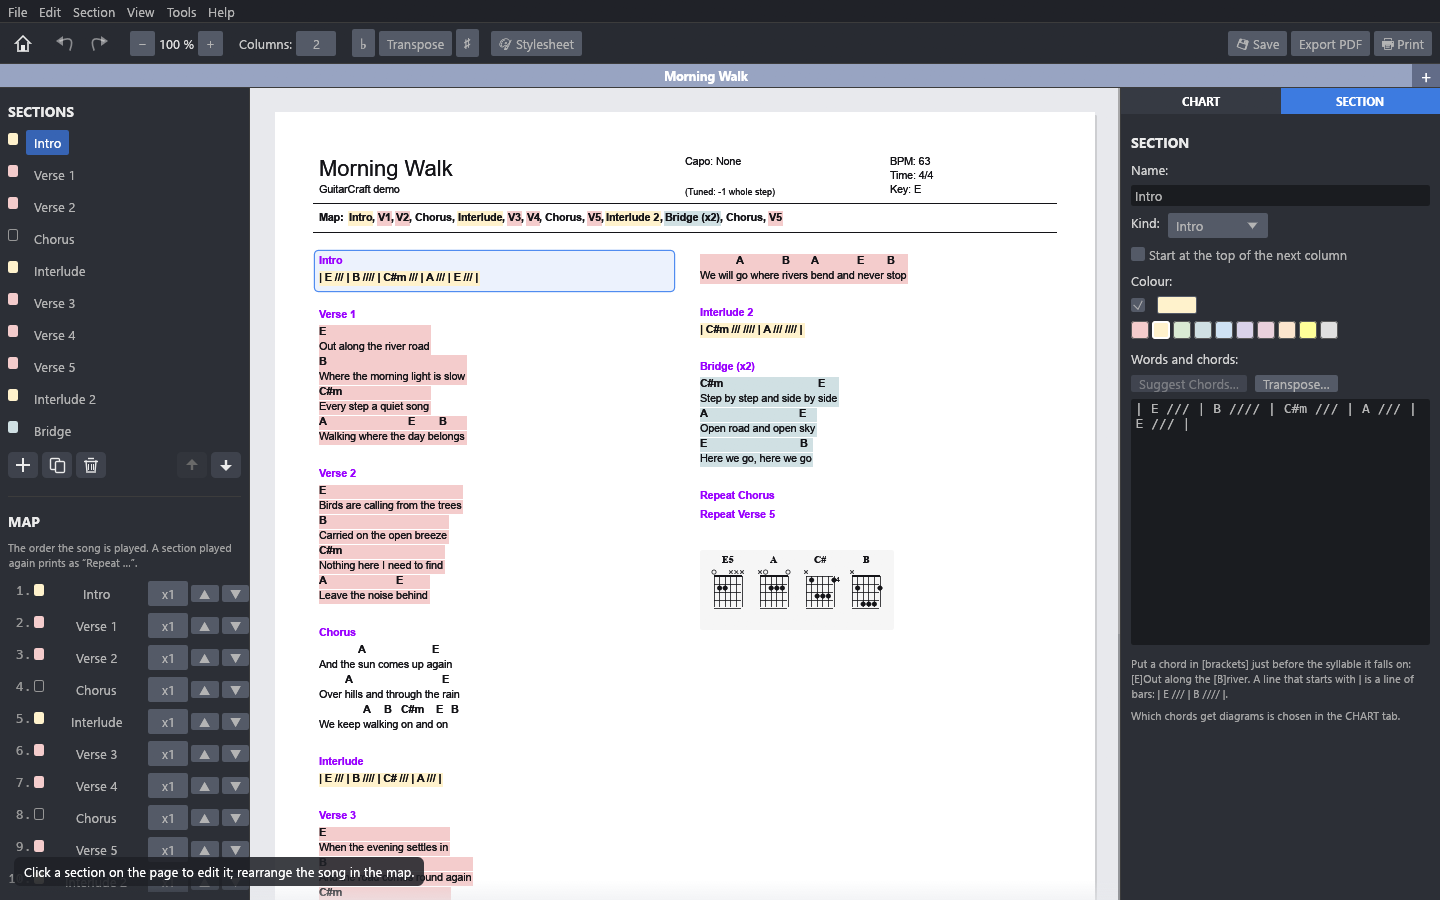 File Edit Section View Tools Help
− 100 % + Columns: 2 ♭ Transpose ♯ Stylesheet Save Export PDF Print
Morning Walk +
SECTIONS
Intro
Verse 1
Verse 2
Chorus
Interlude
Verse 3
Verse 4
Verse 5
Interlude 2
Bridge
MAP
The order the song is played. A section played
again prints as “Repeat ...”.
1. Intro x1
2. Verse 1 x1
3. Verse 2 x1
4. Chorus x1
5. Interlude x1
6. Verse 3 x1
7. Verse 4 x1
8. Chorus x1
9. Verse 5 x1
Click a section on the page to edit it; rearrange the song in the map.
Morning Walk
GuitarCraft demo
Capo: None
(Tuned: -1 whole step)
BPM: 63
Time: 4/4
Key: E
Map: Intro, V1, V2, Chorus, Interlude, V3, V4, Chorus, V5, Interlude 2, Bridge (x2), Chorus, V5
Intro
| E /// | B //// | C#m /// | A /// | E /// |
Verse 1
E
Out along the river road
B
Where the morning light is slow
C#m
Every step a quiet song
A E B
Walking where the day belongs
Verse 2
E
Birds are calling from the trees
B
Carried on the open breeze
C#m
Nothing here I need to find
A E
Leave the noise behind
Chorus
A E
And the sun comes up again
A E
Over hills and through the rain
A B C#m E B
We keep walking on and on
Interlude
| E /// | B //// | C# /// | A /// |
Verse 3
E
When the evening settles in
B
round again
C#m
A B A E B
We will go where rivers bend and never stop
Interlude 2
| C#m /// //// | A /// //// |
Bridge (x2)
C#m E
Step by step and side by side
A E
Open road and open sky
E B
Here we go, here we go
Repeat Chorus
Repeat Verse 5
E5 A C# B
4
CHART SECTION
SECTION
Name:
Intro
Kind: Intro
Start at the top of the next column
Colour:
Words and chords:
Suggest Chords... Transpose...
| E /// | B //// | C#m /// | A /// |
E /// |
Put a chord in [brackets] just before the syllable it falls on:
[E]Out along the [B]river. A line that starts with | is a line of
bars: | E /// | B //// |.
Which chords get diagrams is chosen in the CHART tab.